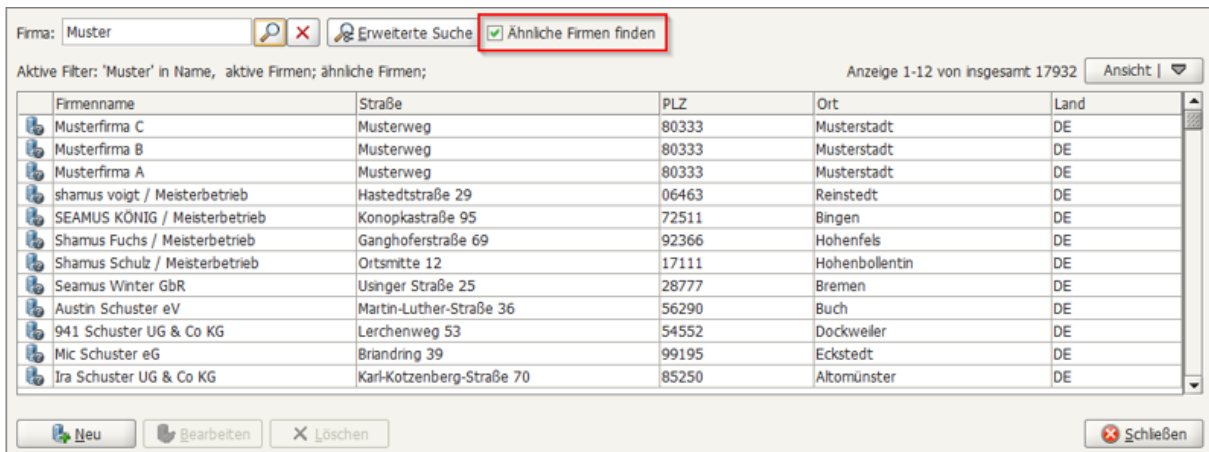 Firma: Muster Erweiterte Suche Ähnliche Firmen finden
Aktive Filter: 'Muster' in Name, aktive Firmen; ähnliche Firmen; Anzeige 1-12 von insgesamt 17932 Ansicht |
Firmenname Straße PLZ Ort Land
Musterfirma C Musterweg 80333 Musterstadt DE
Musterfirma B Musterweg 80333 Musterstadt DE
Musterfirma A Musterweg 80333 Musterstadt DE
shamus voigt / Meisterbetrieb Hastedtstraße 29 06463 Reinstedt DE
SEAMUS KÖNIG / Meisterbetrieb Konopkastraße 95 72511 Bingen DE
Shamus Fuchs / Meisterbetrieb Ganghoferstraße 69 92366 Hohenfels DE
Shamus Schulz / Meisterbetrieb Ortsmitte 12 17111 Hohenbollentin DE
Seamus Winter GbR Usinger Straße 25 28777 Bremen DE
Austin Schuster eV Martin-Luther-Straße 36 56290 Buch DE
941 Schuster UG & Co KG Lerchenweg 53 54552 Dockweiler DE
Mic Schuster eG Briandring 39 99195 Eckstedt DE
Ira Schuster UG & Co KG Karl-Kotzenberg-Straße 70 85250 Altomünster DE
Neu Bearbeiten Löschen Schließen